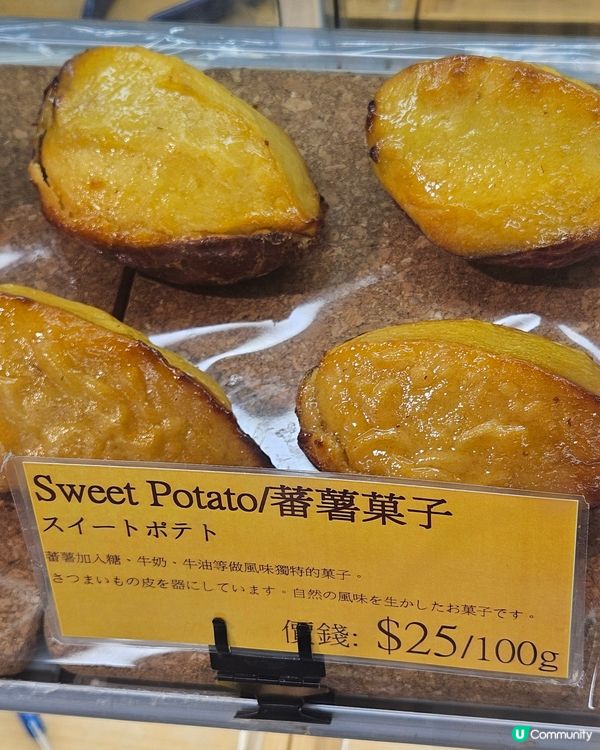 Sweet Potato/蕃薯菓子
スイートポテト
蕃薯加入糖、牛奶、牛油等做風味獨特的菓子。
さつまいもの皮を器にしています。自然の風味を生かしたお菓子です。
價錢: $25/100g
U Community